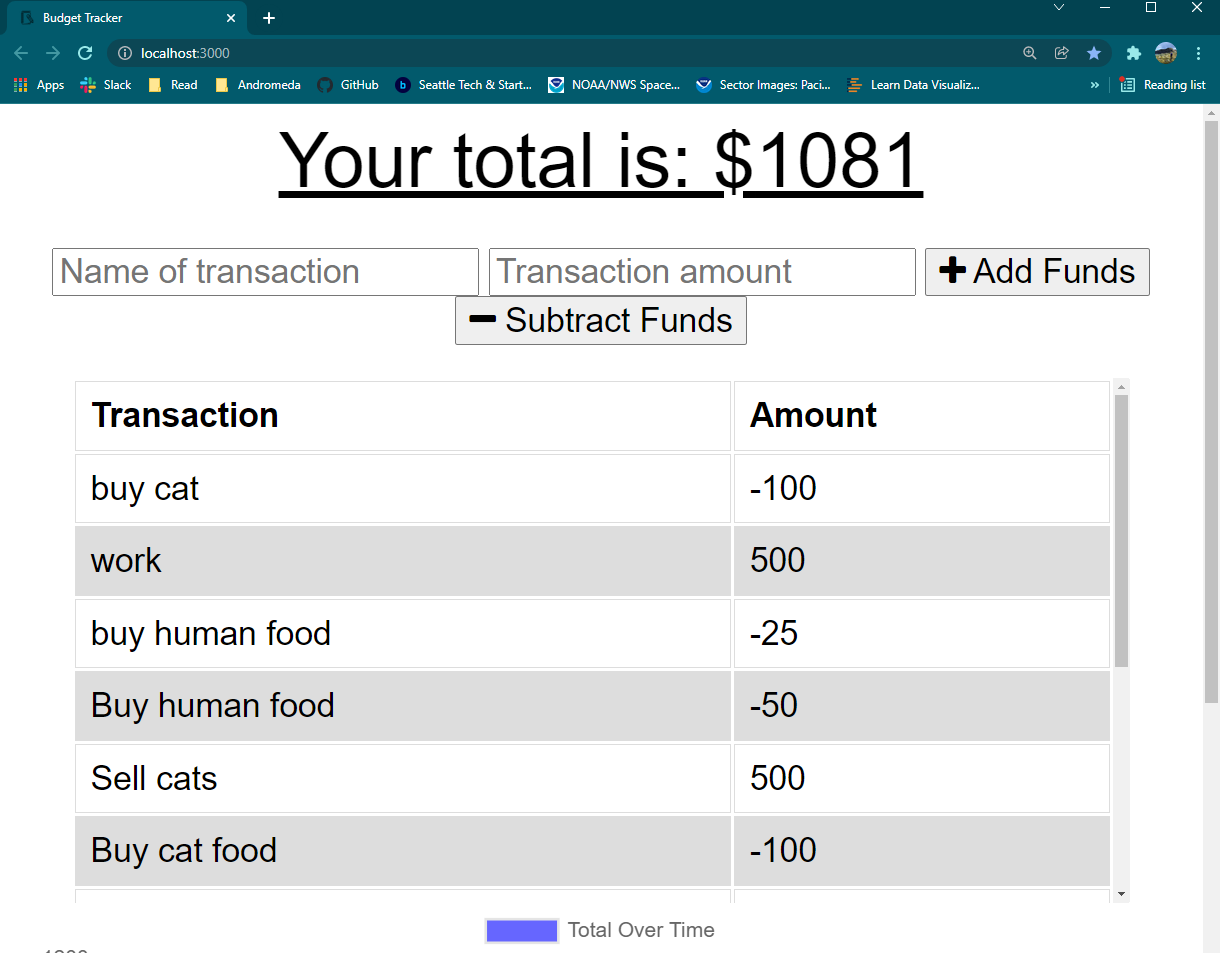 Budget Tracker
localhost:3000
Apps Slack Read Andromeda GitHub Seattle Tech & Start... NOAA/NWS Space... Sector Images: Paci... Learn Data Visualiz... » Reading list
Your total is: $1081
Name of transaction Transaction amount Add Funds
Subtract Funds
Transaction Amount
buy cat -100
work 500
buy human food -25
Buy human food -50
Sell cats 500
Buy cat food -100
Total Over Time